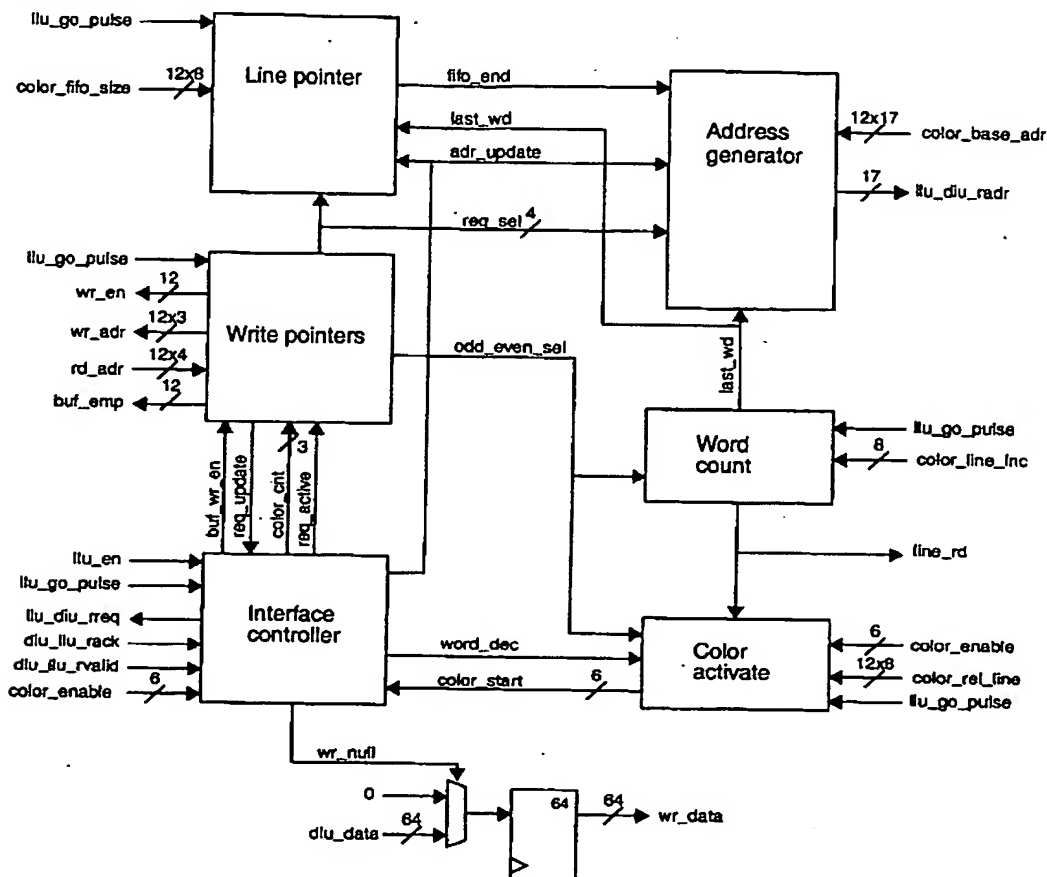 llu_go_pulse
color_fifo_size
12x8
Line pointer
fifo_end
last_wd
adr_update
req_sel
4
Address
generator
12x17
color_base_adr
17
llu_diu_radr
llu_go_pulse
wr_en
12
wr_adr
12x3
rd_adr
12x4
buf_emp
12
Write pointers
odd_even_sel
last_wd
Word
count
llu_go_pulse
8
color_line_inc
line_rd
buf_wr_en
req_update
color_cnt
3
req_active
llu_en
llu_go_pulse
llu_diu_rreq
diu_llu_rack
diu_llu_rvalid
color_enable
6
Interface
controller
word_dec
color_start
6
Color
activate
6
color_enable
12x8
color_rel_line
llu_go_pulse
wr_null
0
diu_data
64
64
64
wr_data